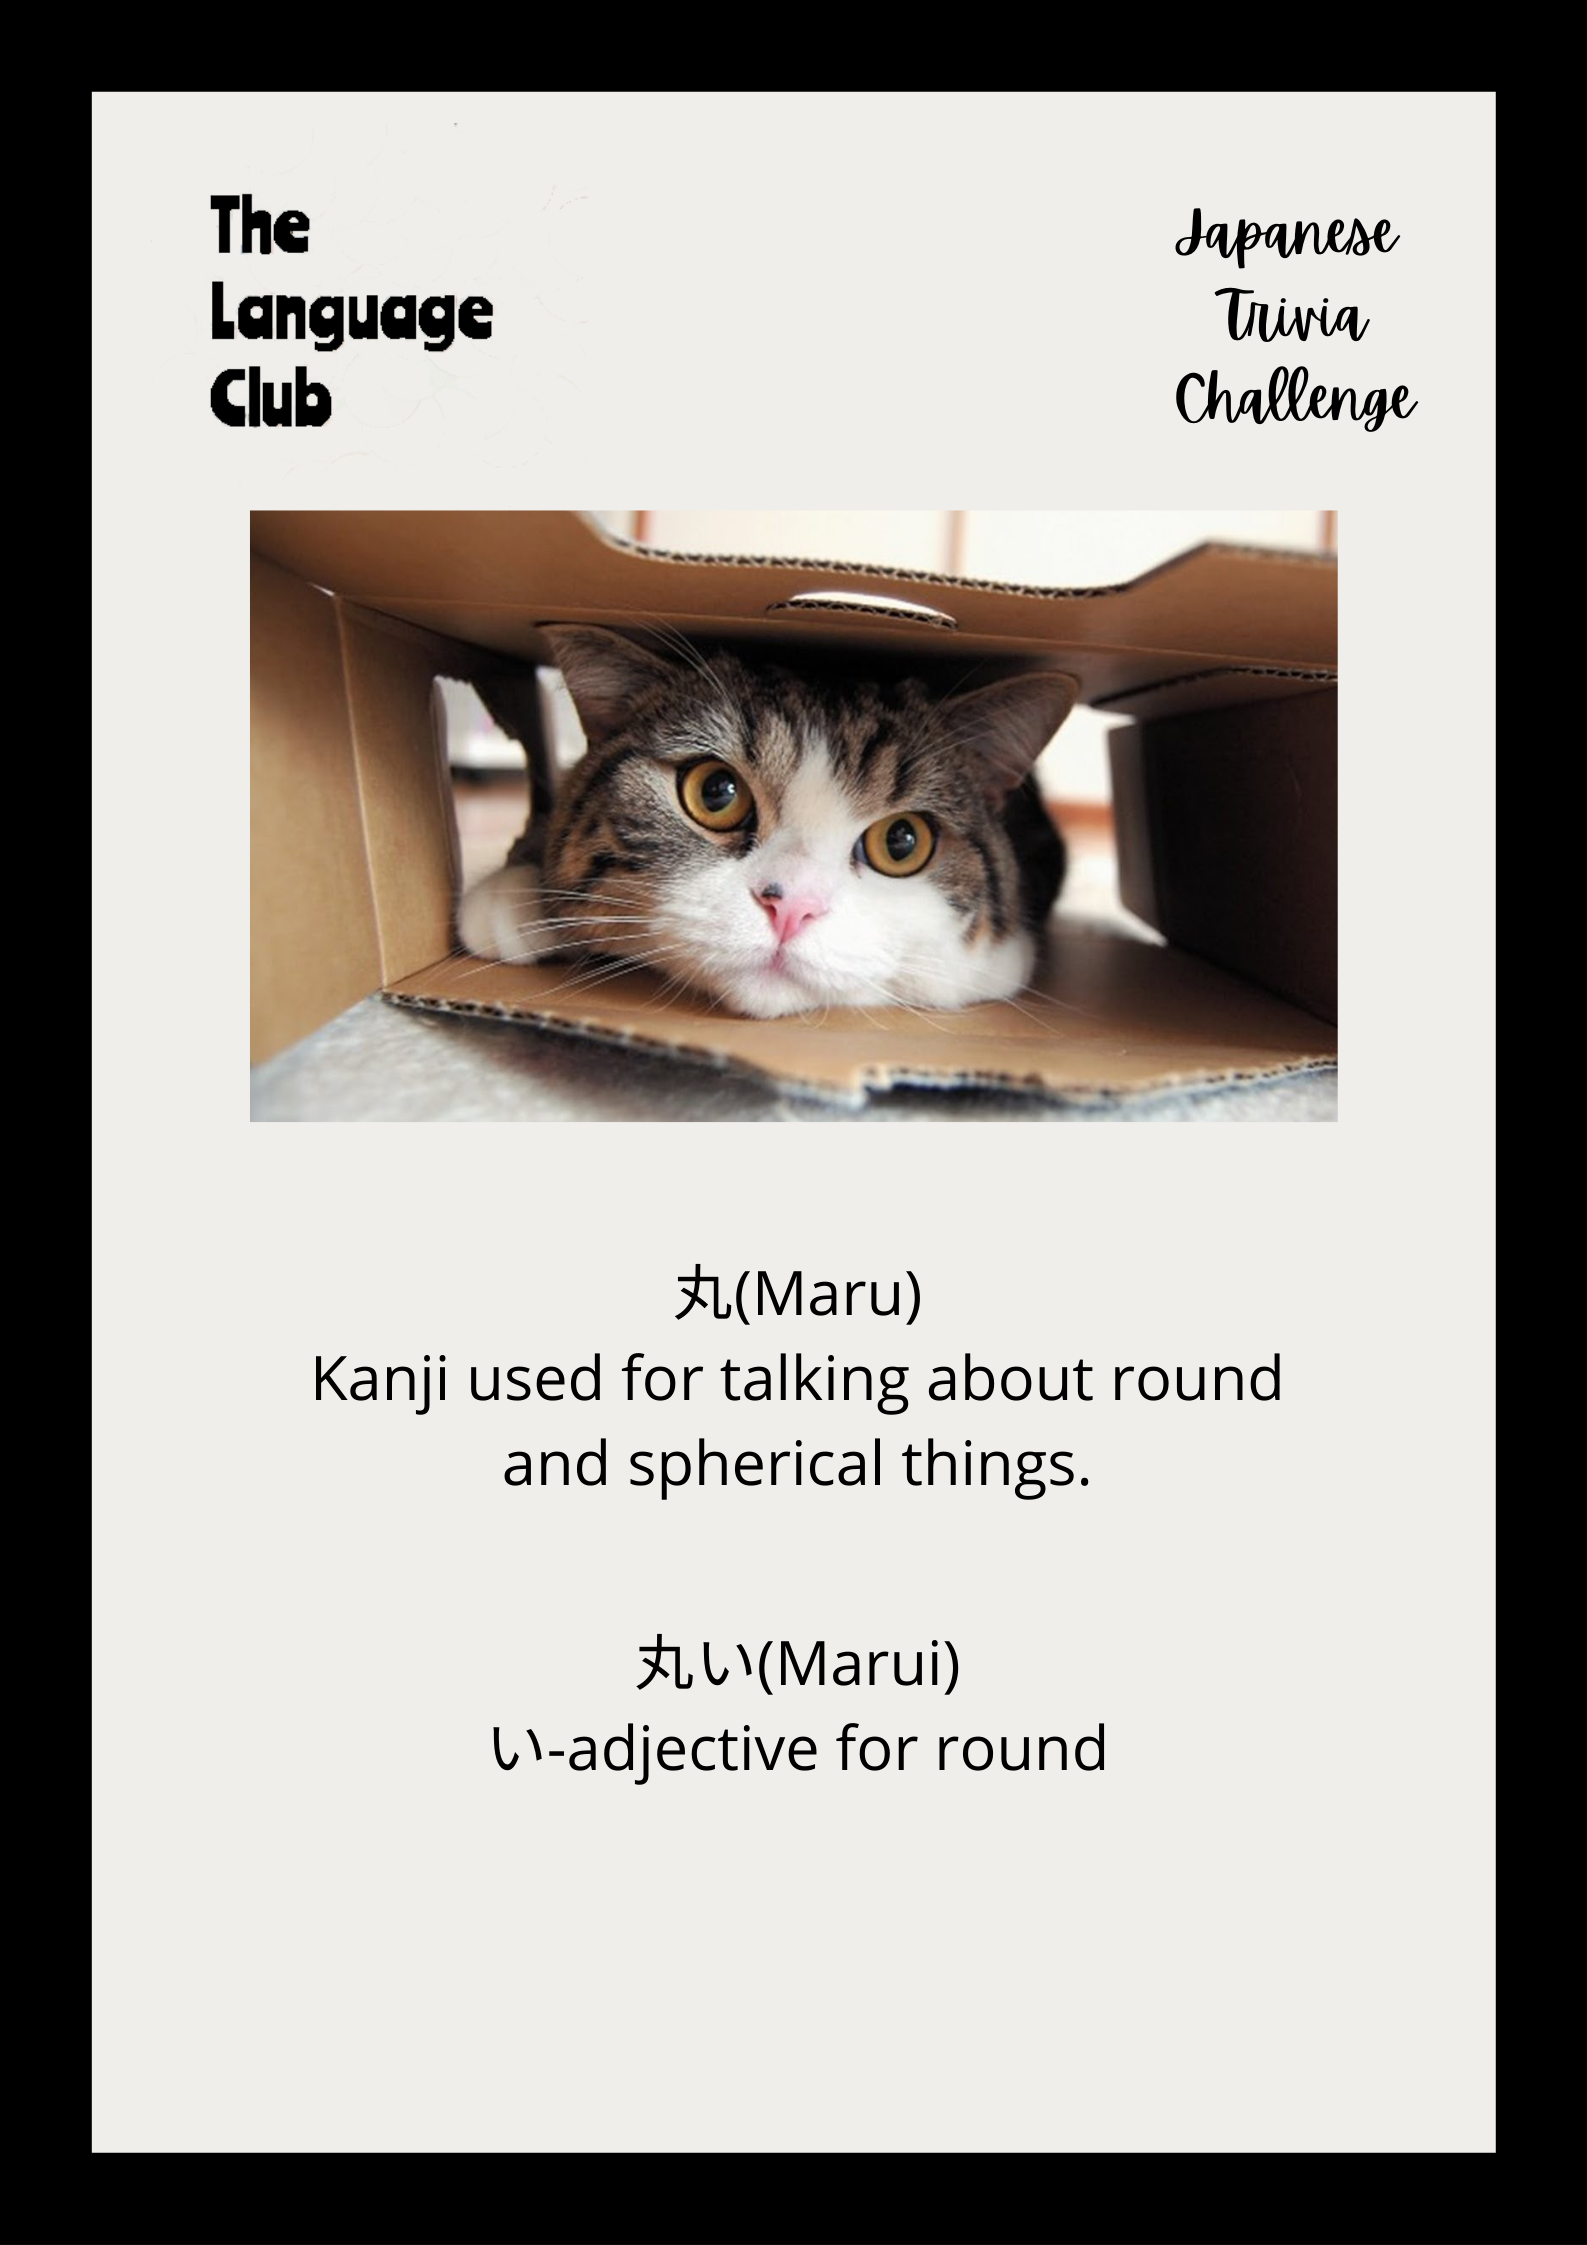 The
Language
Club
Japanese
Trivia
Challenge
丸(Maru)
Kanji used for talking about round
and spherical things.
丸い(Marui)
い-adjective for round